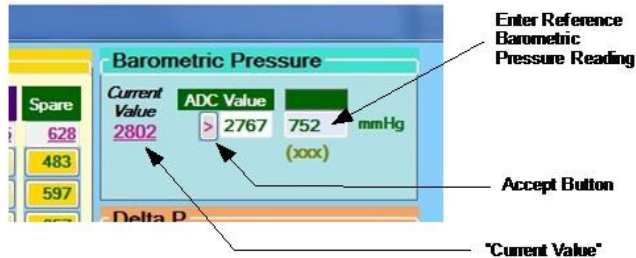 Enter Reference
Barometric
Pressure Reading
Barometric Pressure
Current
Value
ADC Value
Spare
2802
> 2767
752
mmHg
628
(xxx)
483
597
Accept Button
Delta P
"Current Value"